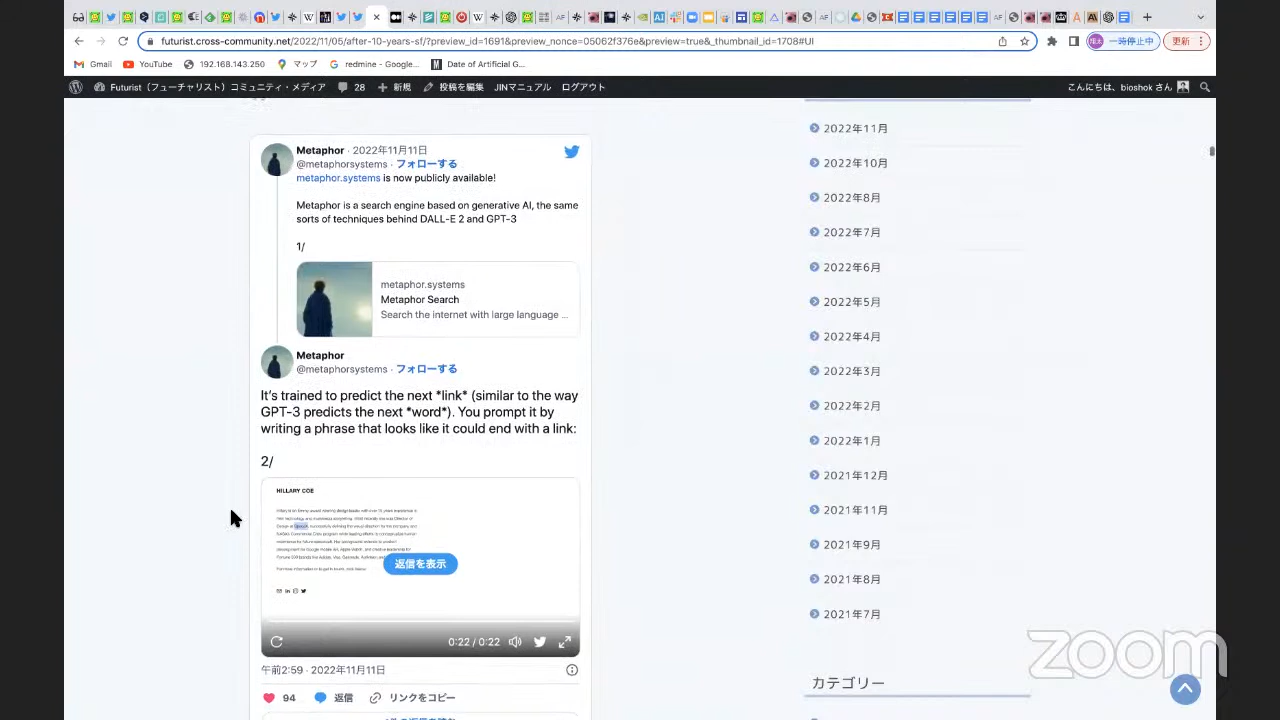 futurist.cross-community.net/2022/11/05/after-10-years-sf/?preview_id=1691&preview_nonce=05062f376e&preview=true&_thumbnail_id=1708#UI
翔太
一時停止中
更新
Gmail
YouTube
192.168.143.250
マップ
redmine - Google...
Date of Artificial G...
Futurist（フューチャリスト）コミュニティ・メディア
28
新規
投稿を編集
JINマニュアル
ログアウト
こんにちは、bioshok さん
Metaphor · 2022年11月11日
@metaphorsystems · フォローする
metaphor.systems is now publicly available!
Metaphor is a search engine based on generative AI, the same
sorts of techniques behind DALL-E 2 and GPT-3
1/
metaphor.systems
Metaphor Search
Search the internet with large language ...
Metaphor
@metaphorsystems · フォローする
It's trained to predict the next *link* (similar to the way
GPT-3 predicts the next *word*). You prompt it by
writing a phrase that looks like it could end with a link:
2/
HILLARY COE
返信を表示
0:22 / 0:22
午前2:59 · 2022年11月11日
94
返信
リンクをコピー
2022年11月
2022年10月
2022年8月
2022年7月
2022年6月
2022年5月
2022年4月
2022年3月
2022年2月
2022年1月
2021年12月
2021年11月
2021年9月
2021年8月
2021年7月
カテゴリー
zoom